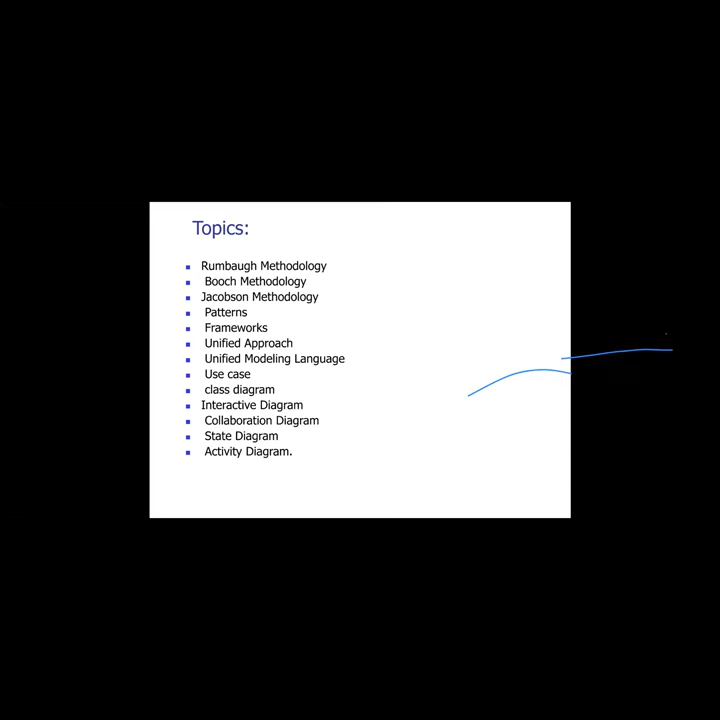 Topics:
Rumbaugh Methodology
Booch Methodology
Jacobson Methodology
Patterns
Frameworks
Unified Approach
Unified Modeling Language
Use case
class diagram
Interactive Diagram
Collaboration Diagram
State Diagram
Activity Diagram.